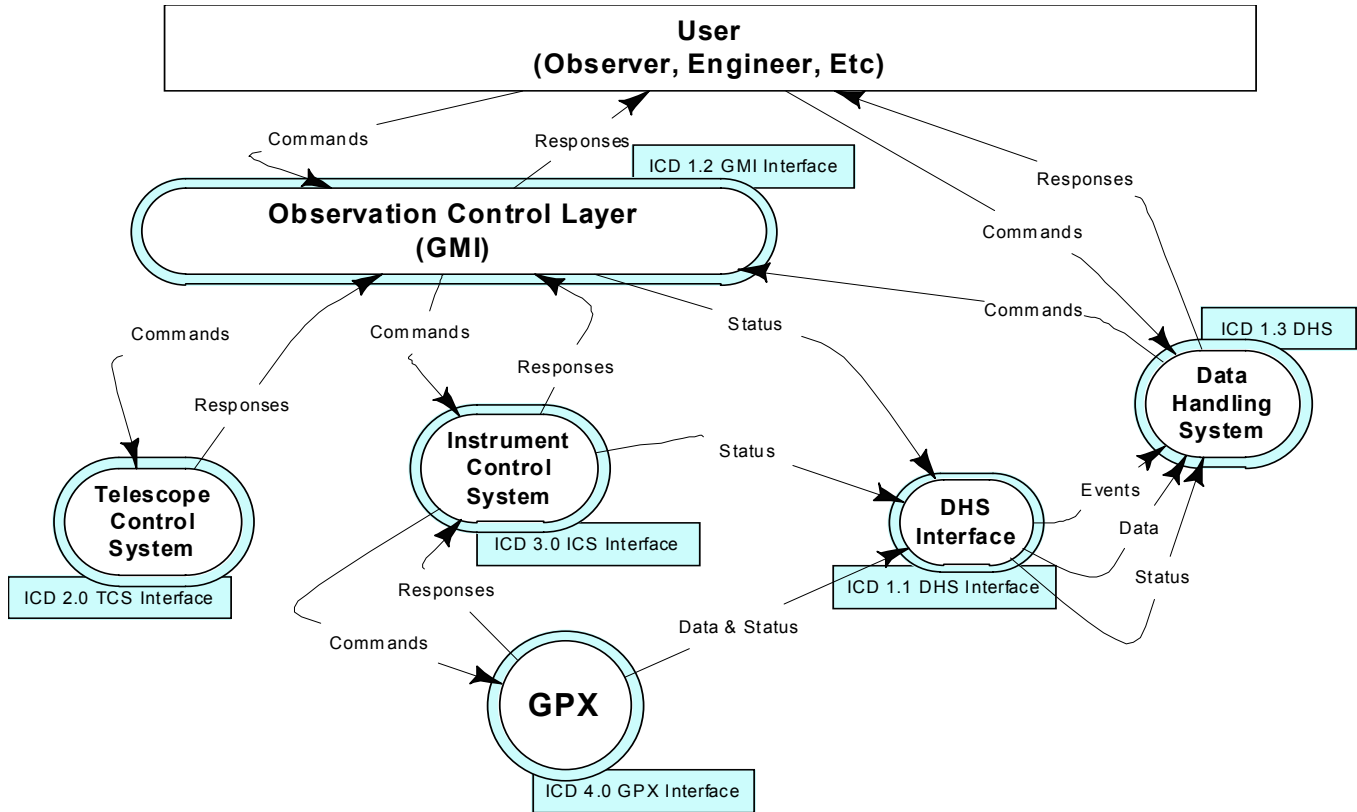 User
(Observer, Engineer, Etc)
Commands
Responses
ICD 1.2 GMI Interface
Responses
Observation Control Layer
(GMI)
Commands
Commands
Commands
Commands
Status
ICD 1.3 DHS
Responses
Data
Handling
System
Responses
Instrument
Control
System
Status
Telescope
Control
System
Events
DHS
Interface
Data
ICD 3.0 ICS Interface
Status
ICD 2.0 TCS Interface
ICD 1.1 DHS Interface
Responses
Commands
Data & Status
GPX
ICD 4.0 GPX Interface